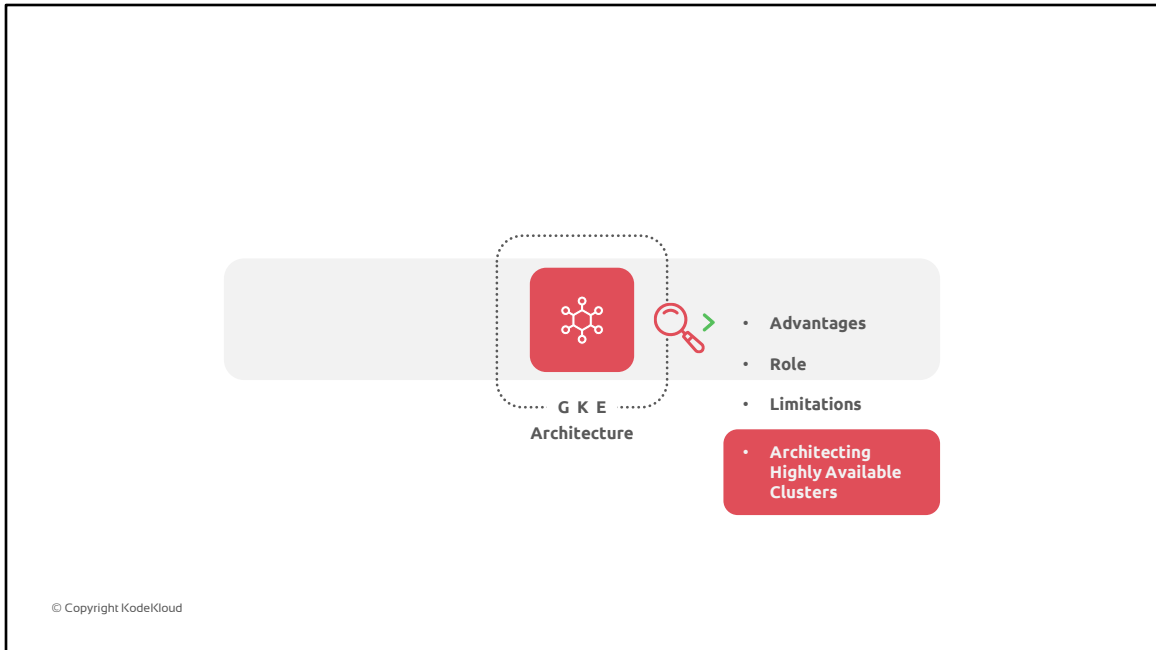 G K E
Architecture
• Advantages
• Role
• Limitations
• Architecting
Highly Available
Clusters
© Copyright KodeKloud